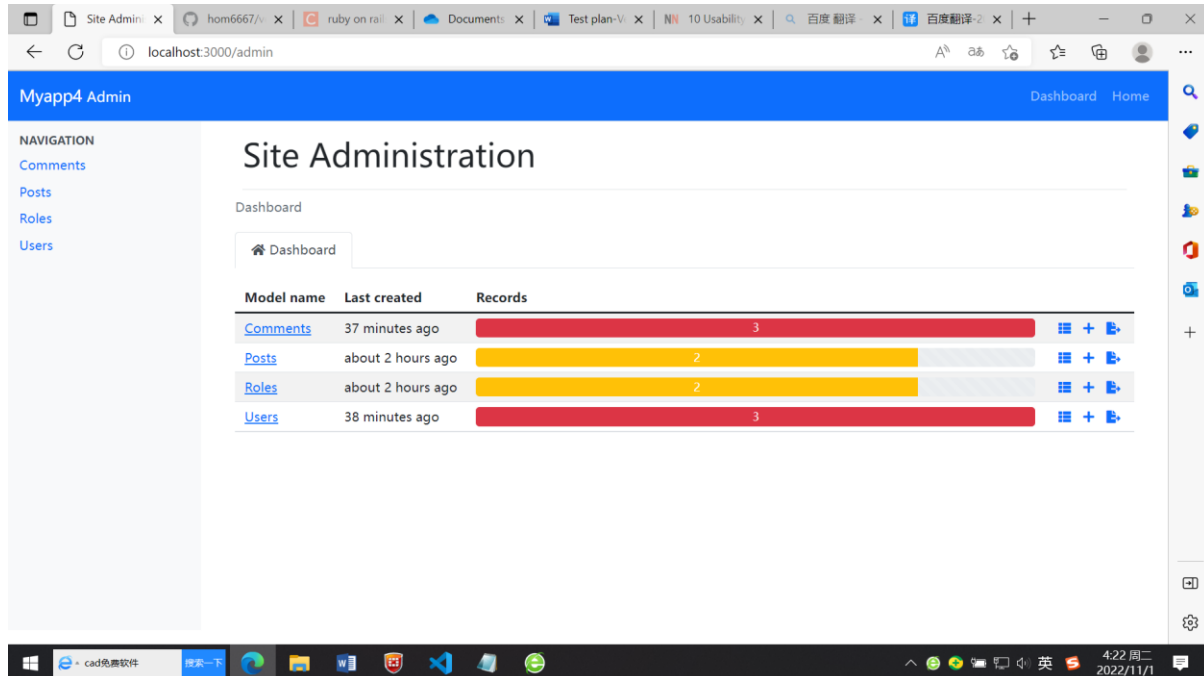 Site Admini
hom6667/v
ruby on rail
Documents
Test plan-V
NN 10 Usability
百度 翻译 -
译 百度翻译-2
localhost:3000/admin
Myapp4 Admin
Dashboard Home
NAVIGATION
Comments
Posts
Roles
Users
Site Administration
Dashboard
Dashboard
Model name Last created Records
Comments 37 minutes ago 3
Posts about 2 hours ago 2
Roles about 2 hours ago 2
Users 38 minutes ago 3
cad免费软件 搜索一下
英
4:22 周二
2022/11/1